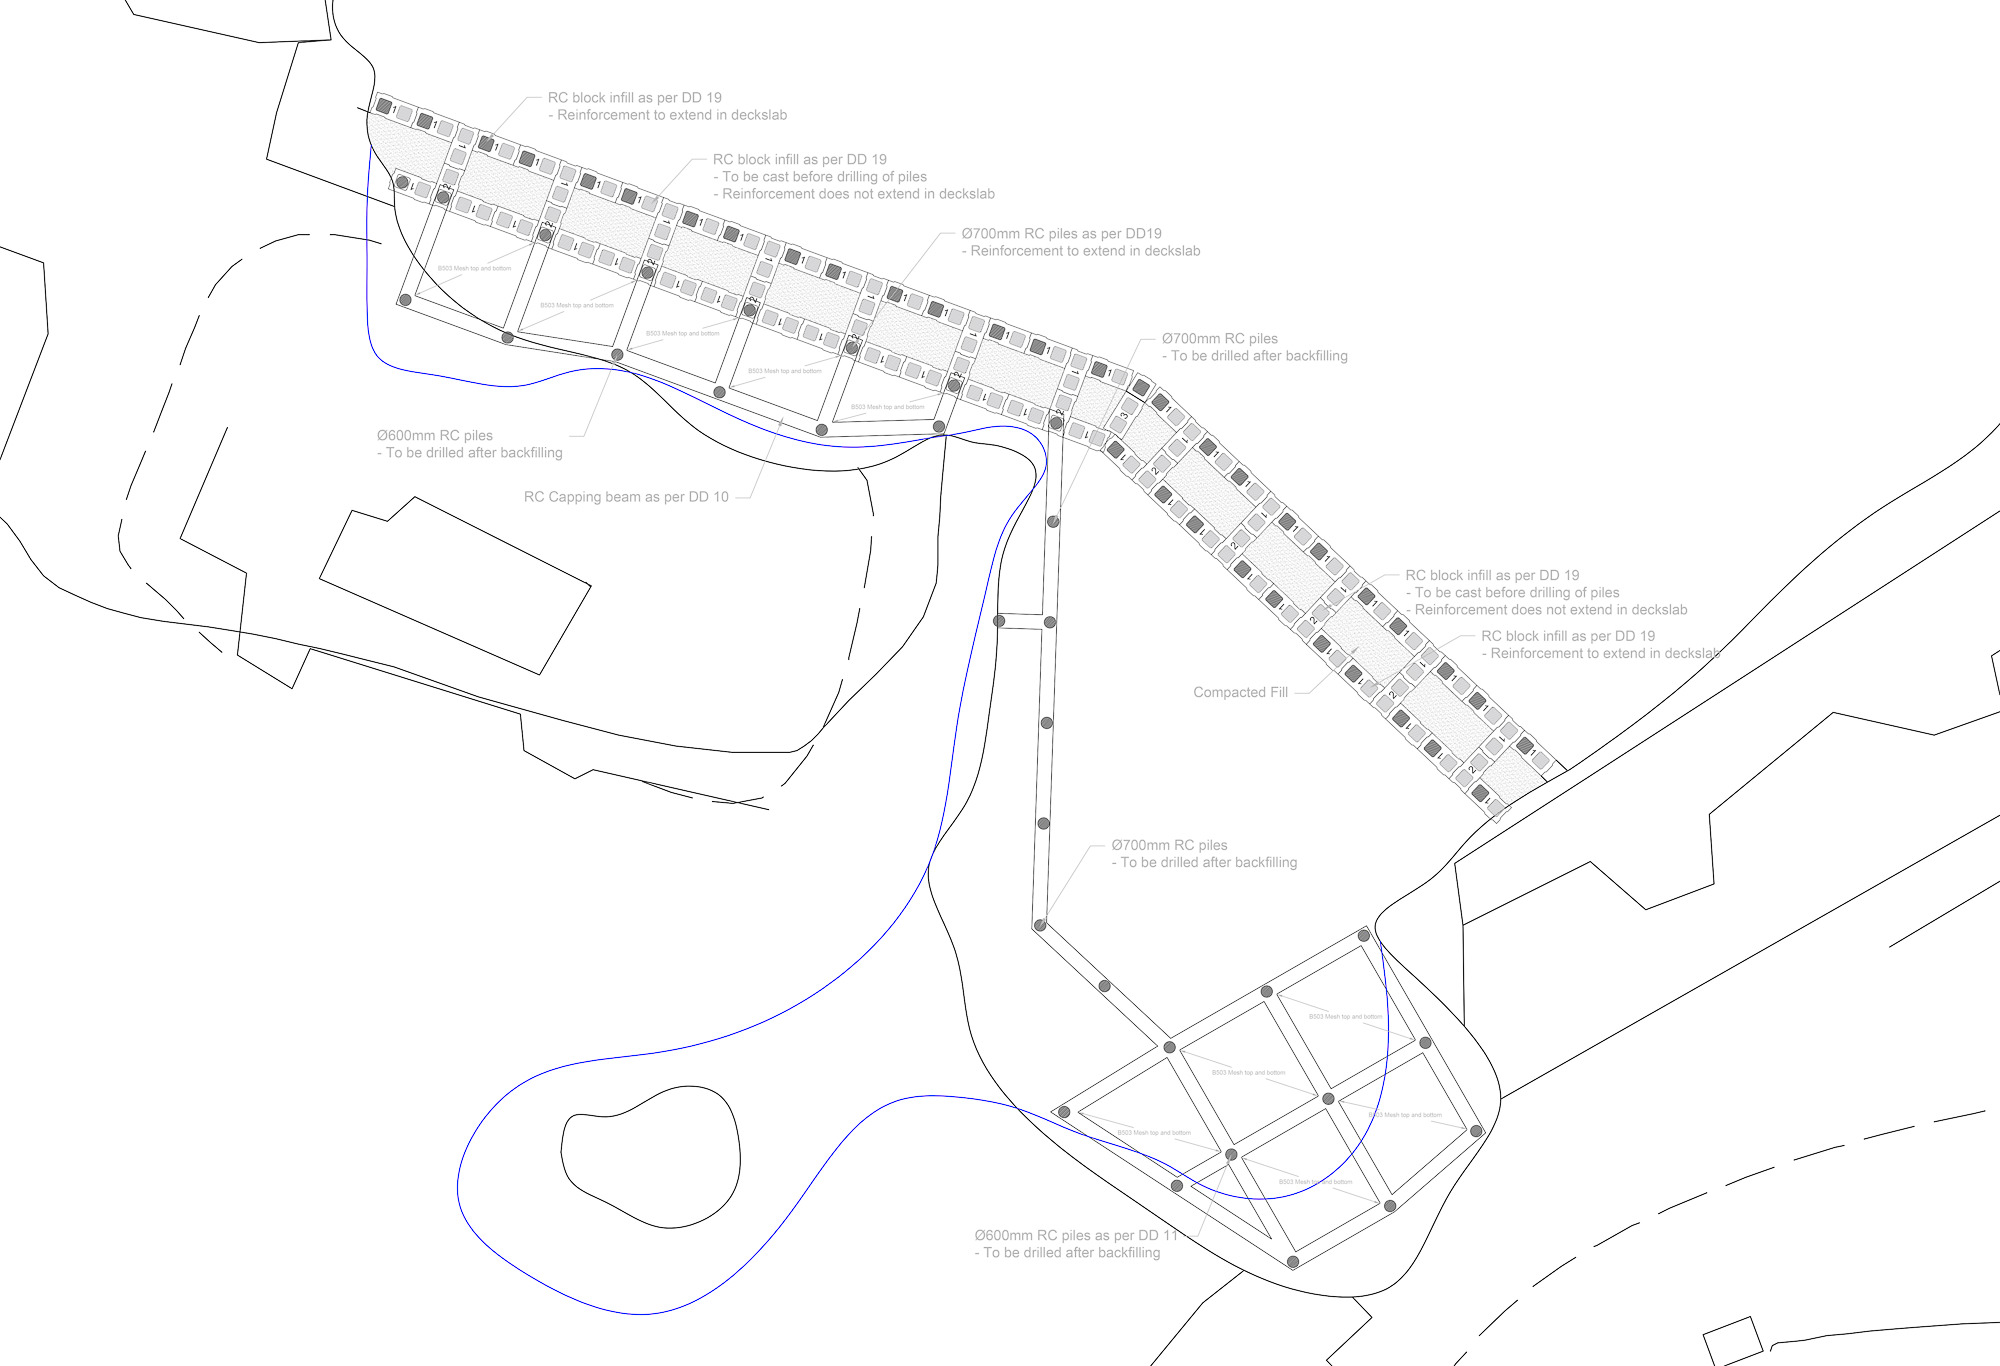 RC block infill as per DD 19
- Reinforcement to extend in deckslab
RC block infill as per DD 19
- To be cast before drilling of piles
- Reinforcement does not extend in deckslab
Ø700mm RC piles as per DD19
- Reinforcement to extend in deckslab
B503 Mesh top and bottom
B503 Mesh top and bottom
B503 Mesh top and bottom
B503 Mesh top and bottom
B503 Mesh top and bottom
Ø700mm RC piles
- To be drilled after backfilling
Ø600mm RC piles
- To be drilled after backfilling
RC Capping beam as per DD 10
RC block infill as per DD 19
- To be cast before drilling of piles
- Reinforcement does not extend in deckslab
RC block infill as per DD 19
- Reinforcement to extend in deckslab
Compacted Fill
Ø700mm RC piles
- To be drilled after backfilling
B503 Mesh top and bottom
B503 Mesh top and bottom
B503 Mesh top and bottom
B503 Mesh top and bottom
B503 Mesh top and bottom
Ø600mm RC piles as per DD 11
- To be drilled after backfilling